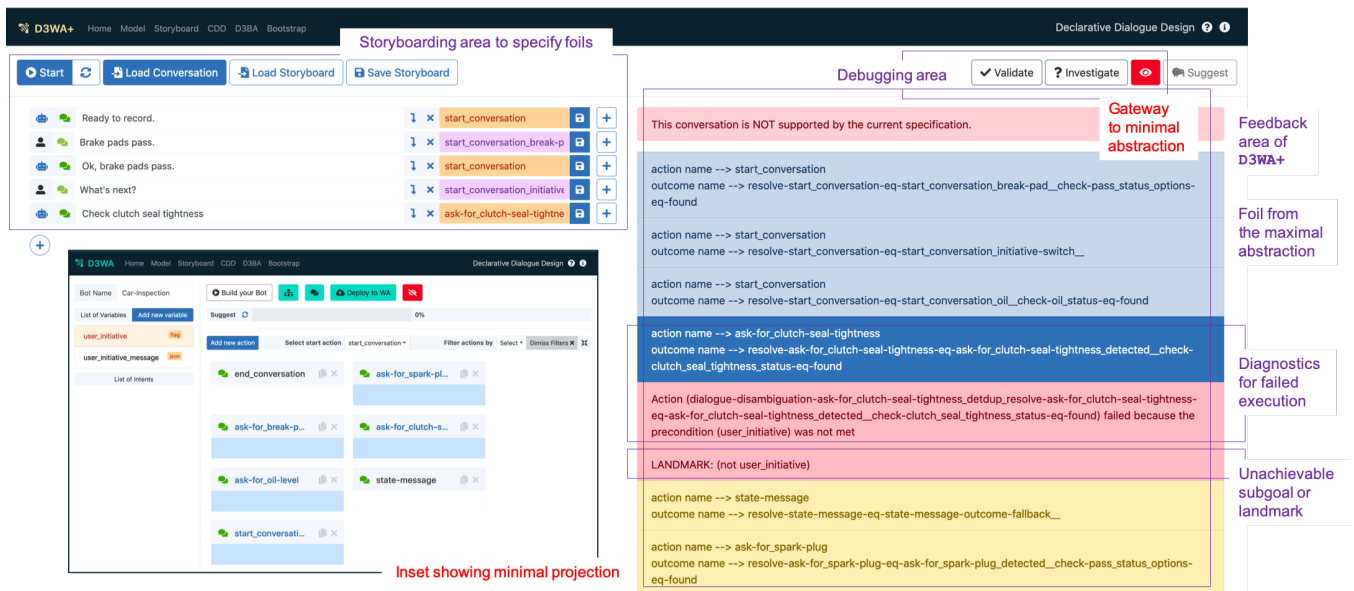 D3WA+ Home Model Storyboard CDD D3BA Bootstrap
Declarative Dialogue Design
Storyboarding area to specify foils
Start
Load Conversation
Load Storyboard
Save Storyboard
Debugging area
Validate
Investigate
Suggest
Ready to record. start_conversation
Brake pads pass. start_conversation_break-p
Ok, brake pads pass. start_conversation
What's next? start_conversation_initiative
Check clutch seal tightness ask-for_clutch-seal-tightne
This conversation is NOT supported by the current specification.
Gateway
to minimal
abstraction
Feedback
area of
D3WA+
action name --> start_conversation
outcome name --> resolve-start_conversation-eq-start_conversation_break-pad__check-pass_status_options-
eq-found
action name --> start_conversation
outcome name --> resolve-start_conversation-eq-start_conversation_initiative-switch__
action name --> start_conversation
outcome name --> resolve-start_conversation-eq-start_conversation_oil__check-oil_status-eq-found
Foil from
the maximal
abstraction
action name --> ask-for_clutch-seal-tightness
outcome name --> resolve-ask-for_clutch-seal-tightness-eq-ask-for_clutch-seal-tightness_detected__check-
clutch_seal_tightness_status-eq-found
Action (dialogue-disambiguation-ask-for_clutch-seal-tightness_detdup_resolve-ask-for_clutch-seal-tightness-
eq-ask-for_clutch-seal-tightness_detected__check-clutch_seal_tightness_status-eq-found) failed because the
precondition (user_initiative) was not met
Diagnostics
for failed
execution
LANDMARK: (not user_initiative)
Unachievable
subgoal or
landmark
action name --> state-message
outcome name --> resolve-state-message-eq-state-message-outcome-fallback__
action name --> ask-for_spark-plug
outcome name --> resolve-ask-for_spark-plug-eq-ask-for_spark-plug_detected__check-pass_status_options-
eq-found
D3WA Home Model Storyboard CDD D3BA Bootstrap
Declarative Dialogue Design
Bot Name Car-Inspection
Build your Bot
Deploy to WA
List of Variables Add new variable
Suggest 0%
user_initiative flag
user_initiative_message json
List of Intents
Add new action Select start action start_conversation Filter actions by Select Dimiss Filters
end_conversation ask-for_spark-pl...
ask-for_break-p... ask-for_clutch-s...
ask-for_oil-level state-message
start_conversati...
Inset showing minimal projection